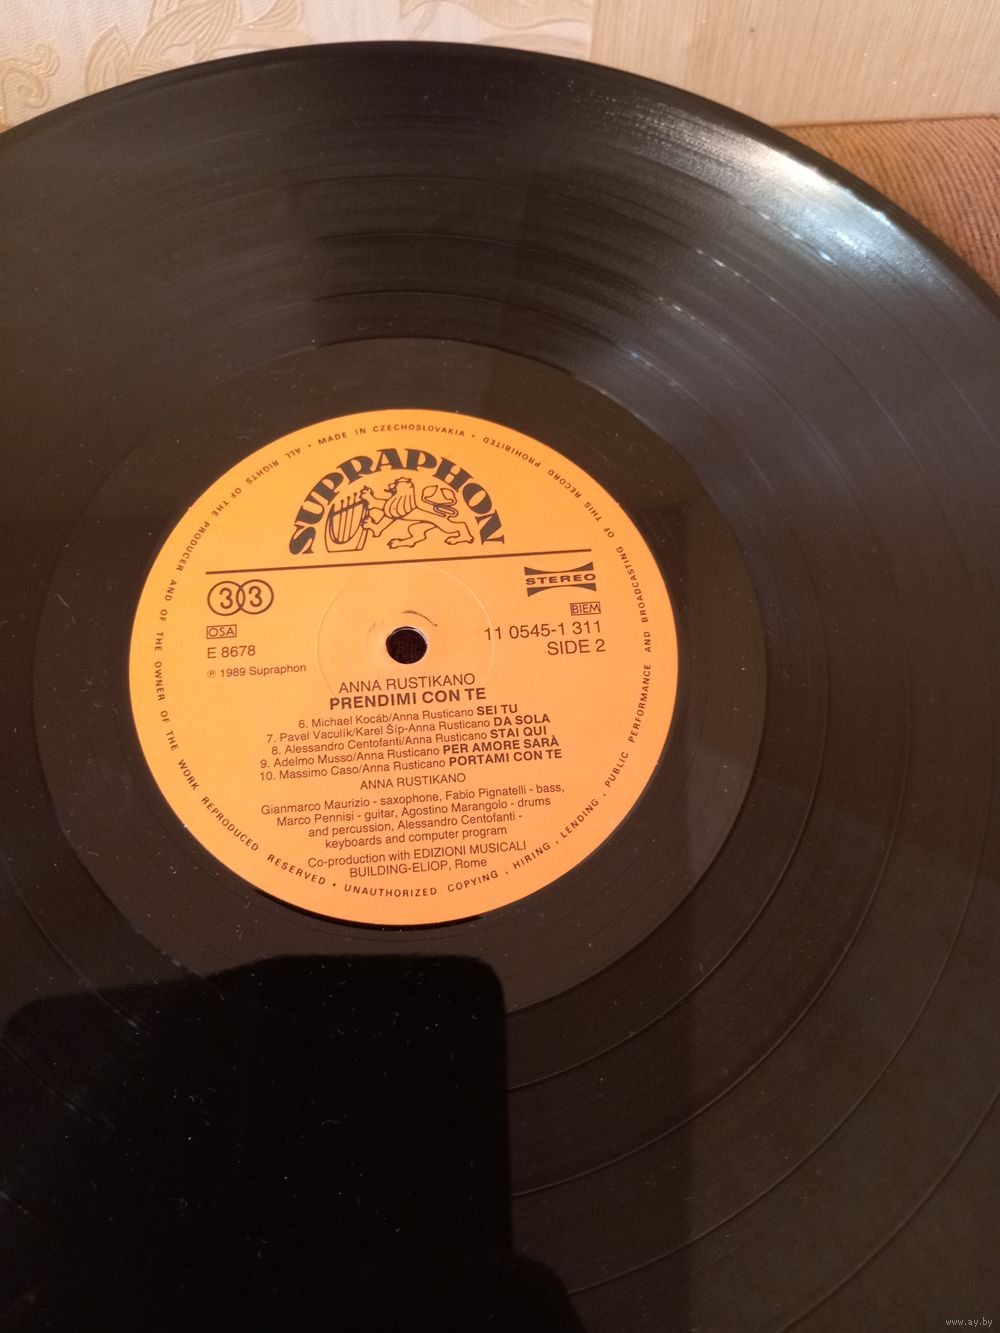 • MADE IN CZECHOSLOVAKIA • PROHIBITED
ALL RIGHTS OF THE PRODUCER AND OF THE OWNER OF THE WORK REPRODUCED RESERVED • UNAUTHORIZED COPYING, HIRING, LENDING, PUBLIC PERFORMANCE AND BROADCASTING OF THIS RECORD
SUPRAPHON
33
STEREO
OSA
BIEM
E 8678
11 0545-1 311
℗ 1989 Supraphon
SIDE 2
ANNA RUSTIKANO
PRENDIMI CON TE
6. Michael Kocáb/Anna Rusticano SEI TU
7. Pavel Vaculík/Karel Šíp-Anna Rusticano DA SOLA
8. Alessandro Centofanti/Anna Rusticano STAI QUI
9. Adelmo Musso/Anna Rusticano PER AMORE SARÀ
10. Massimo Caso/Anna Rusticano PORTAMI CON TE
ANNA RUSTIKANO
Gianmarco Maurizio - saxophone, Fabio Pignatelli - bass,
Marco Pennisi - guitar, Agostino Marangolo - drums
and percussion, Alessandro Centofanti -
keyboards and computer program
Co-production with EDIZIONI MUSICALI
BUILDING-ELIOP, Rome
www.ay.by